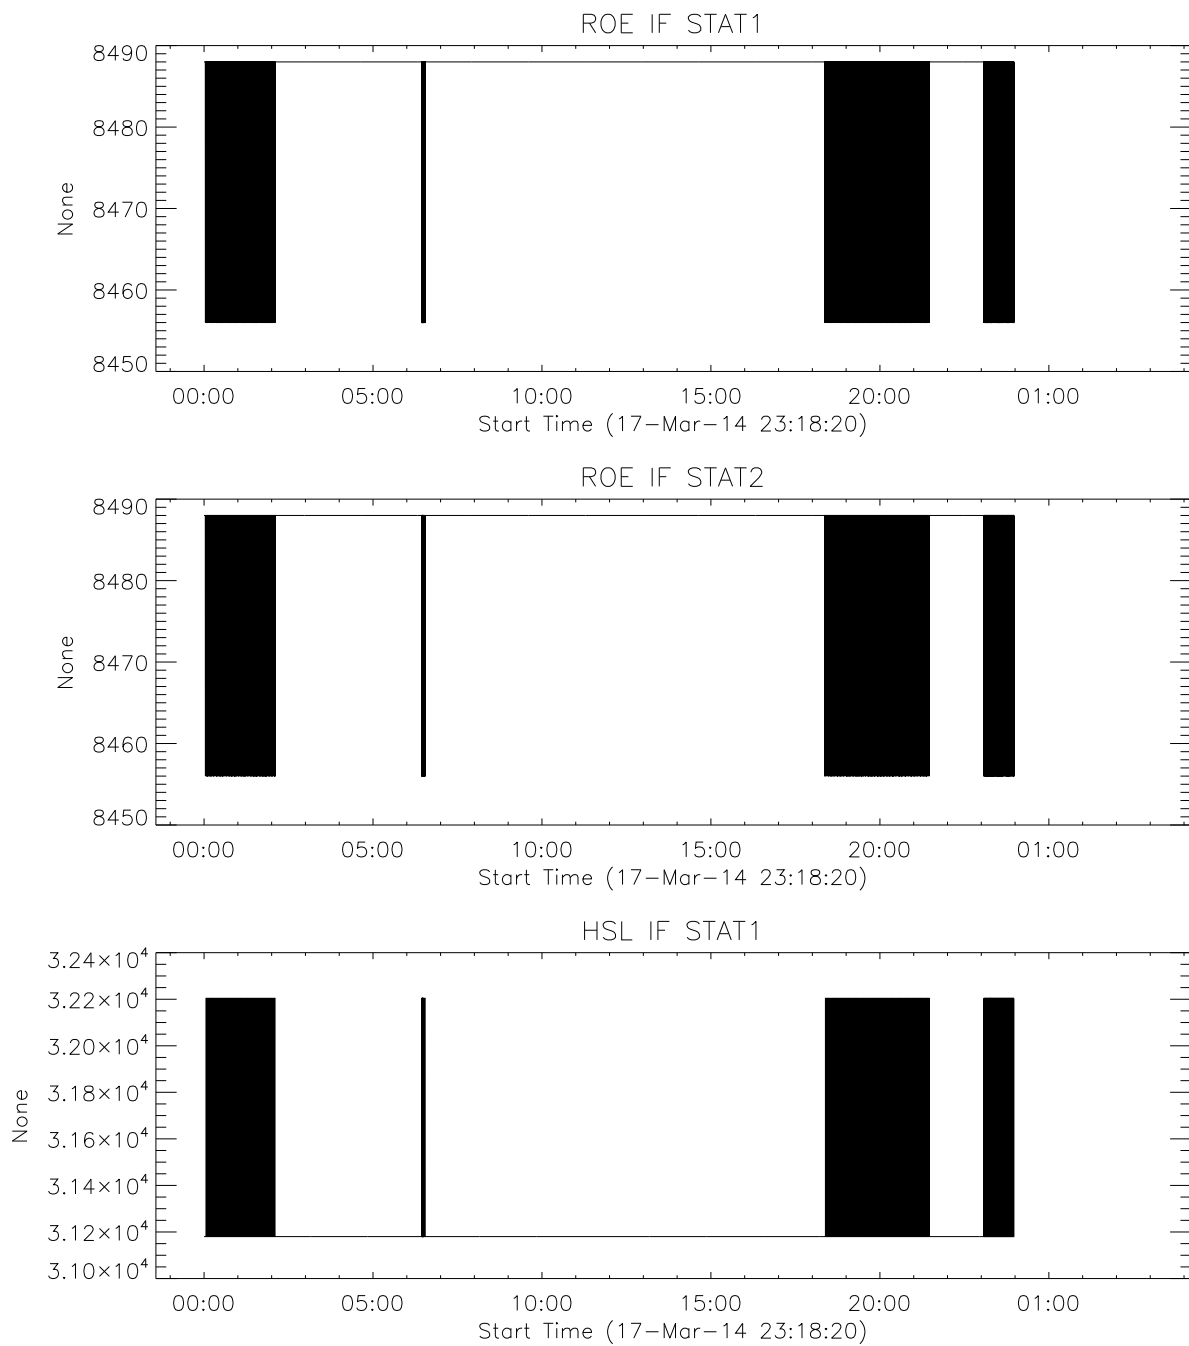 ROE IF STAT1
8490
8480
8470
8460
8450
None
00:00 05:00 10:00 15:00 20:00 01:00
Start Time (17-Mar-14 23:18:20)
ROE IF STAT2
8490
8480
8470
8460
8450
None
00:00 05:00 10:00 15:00 20:00 01:00
Start Time (17-Mar-14 23:18:20)
HSL IF STAT1
3.24×10⁴
3.22×10⁴
3.20×10⁴
3.18×10⁴
3.16×10⁴
3.14×10⁴
3.12×10⁴
3.10×10⁴
None
00:00 05:00 10:00 15:00 20:00 01:00
Start Time (17-Mar-14 23:18:20)